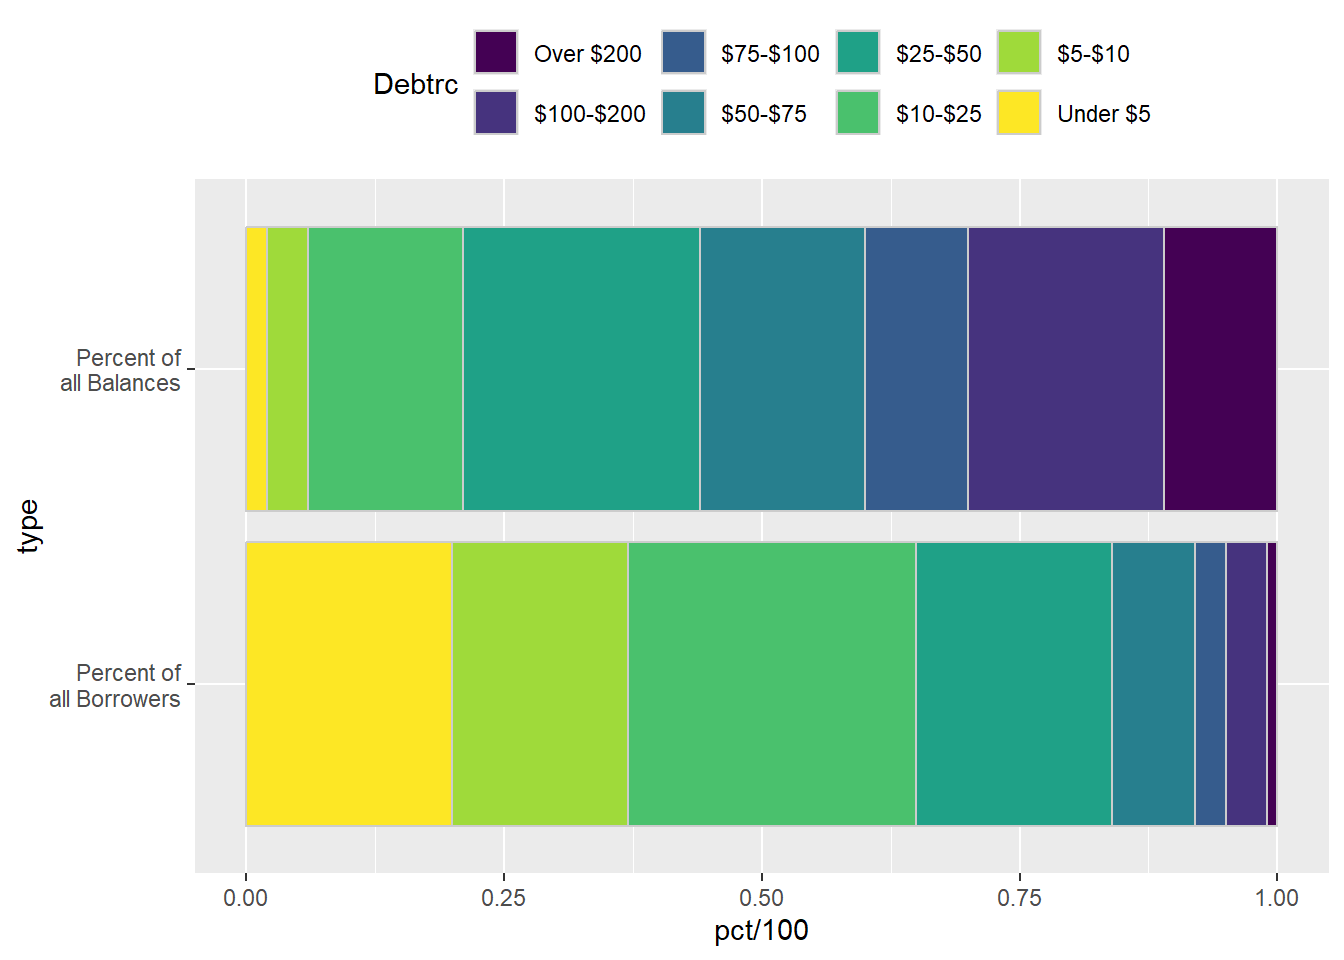 Debtrc
Over $200
$75-$100
$25-$50
$5-$10
$100-$200
$50-$75
$10-$25
Under $5
type
Percent of
all Balances
Percent of
all Borrowers
0.00
0.25
0.50
0.75
1.00
pct/100